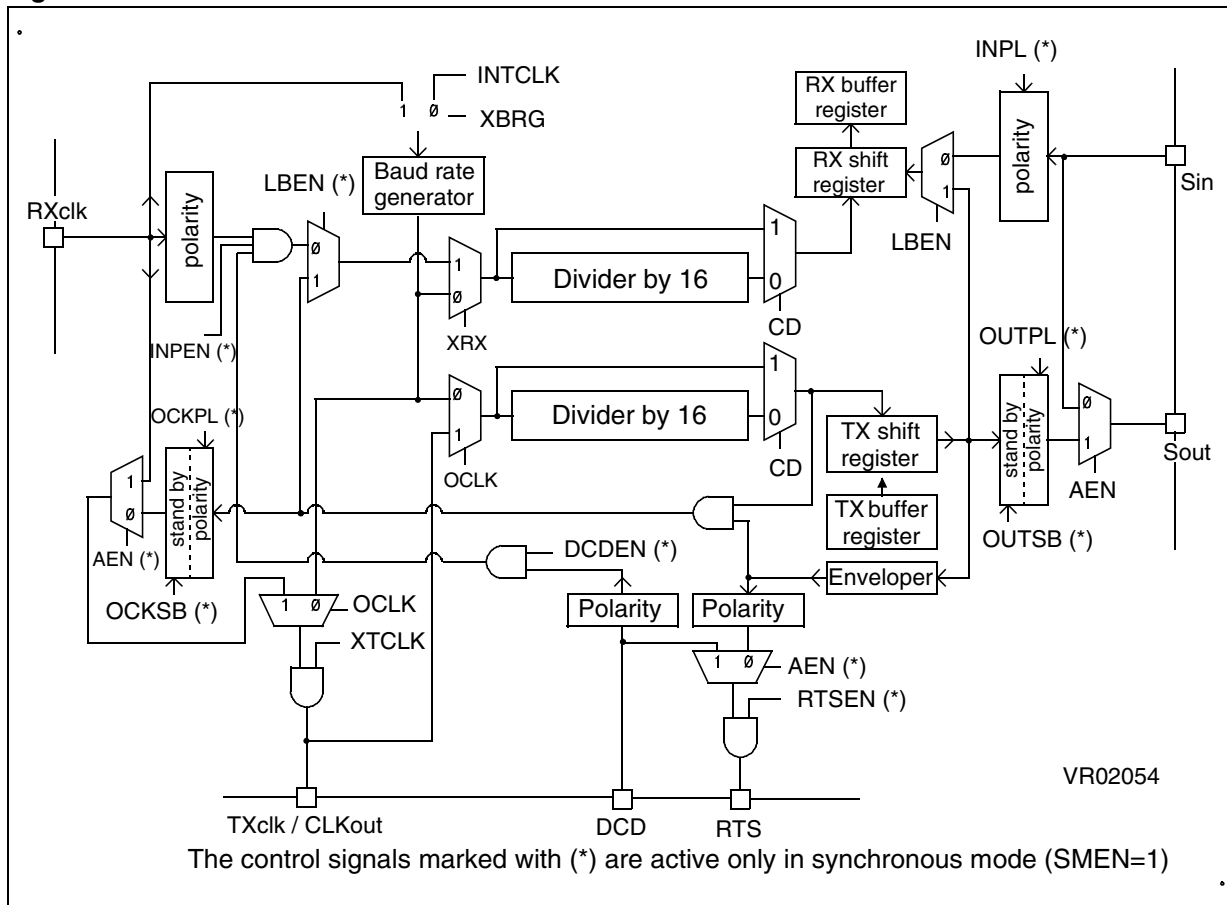 INPL (*)
INTCLK
1 Ø
XBRG
RX buffer
register
polarity
Baud rate
generator
RX shift
register
Ø
1
Sin
LBEN (*)
LBEN
RXclk
polarity
Ø
1
1
Ø
XRX
Divider by 16
1
0
CD
INPEN (*)
OUTPL (*)
OCKPL (*)
Ø
1
OCLK
Divider by 16
1
0
CD
TX shift
register
stand by
polarity
Ø
1
Sout
AEN
1
Ø
AEN (*)
stand by
polarity
TX buffer
register
OUTSB (*)
DCDEN (*)
Enveloper
OCKSB (*)
1 Ø
OCLK
Polarity
Polarity
XTCLK
1 Ø
AEN (*)
RTSEN (*)
VR02054
TXclk / CLKout
DCD
RTS
The control signals marked with (*) are active only in synchronous mode (SMEN=1)